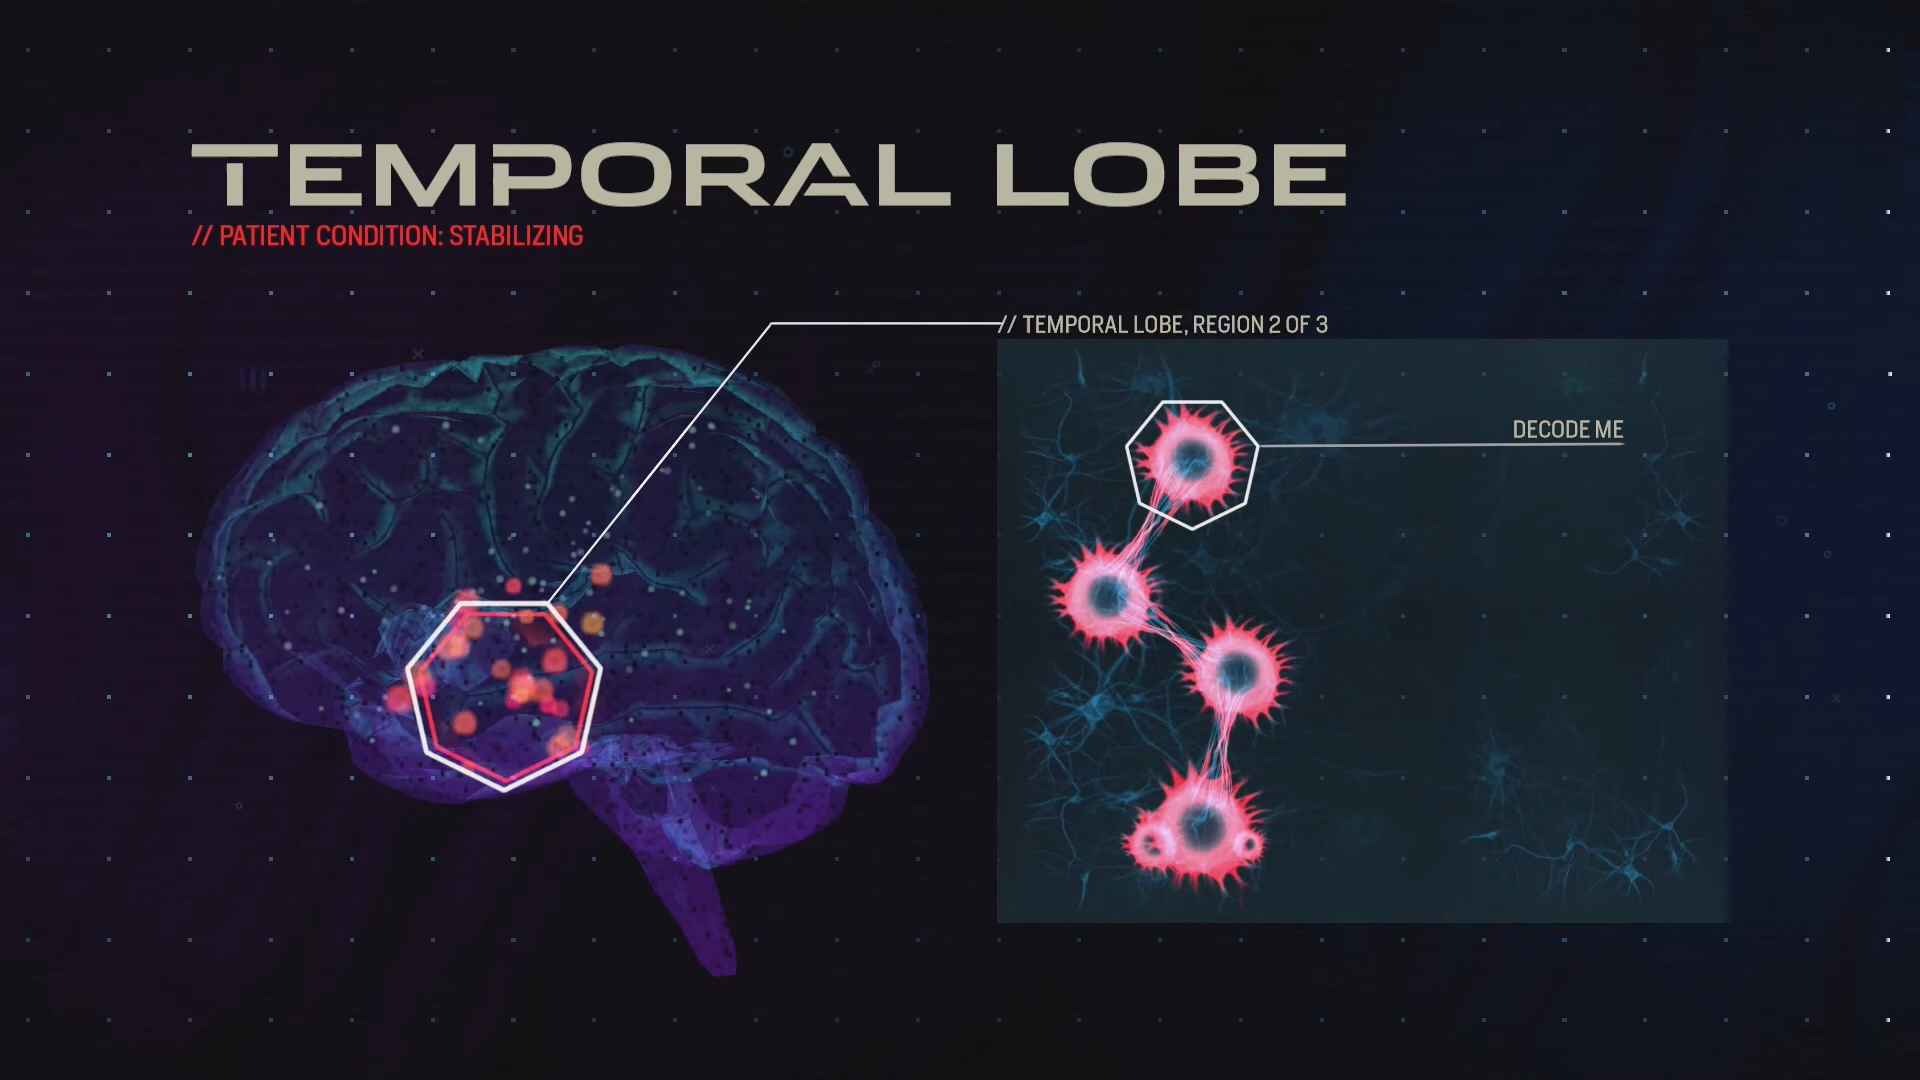 TEMPORAL LOBE
// PATIENT CONDITION: STABILIZING
// TEMPORAL LOBE, REGION 2 OF 3
DECODE ME